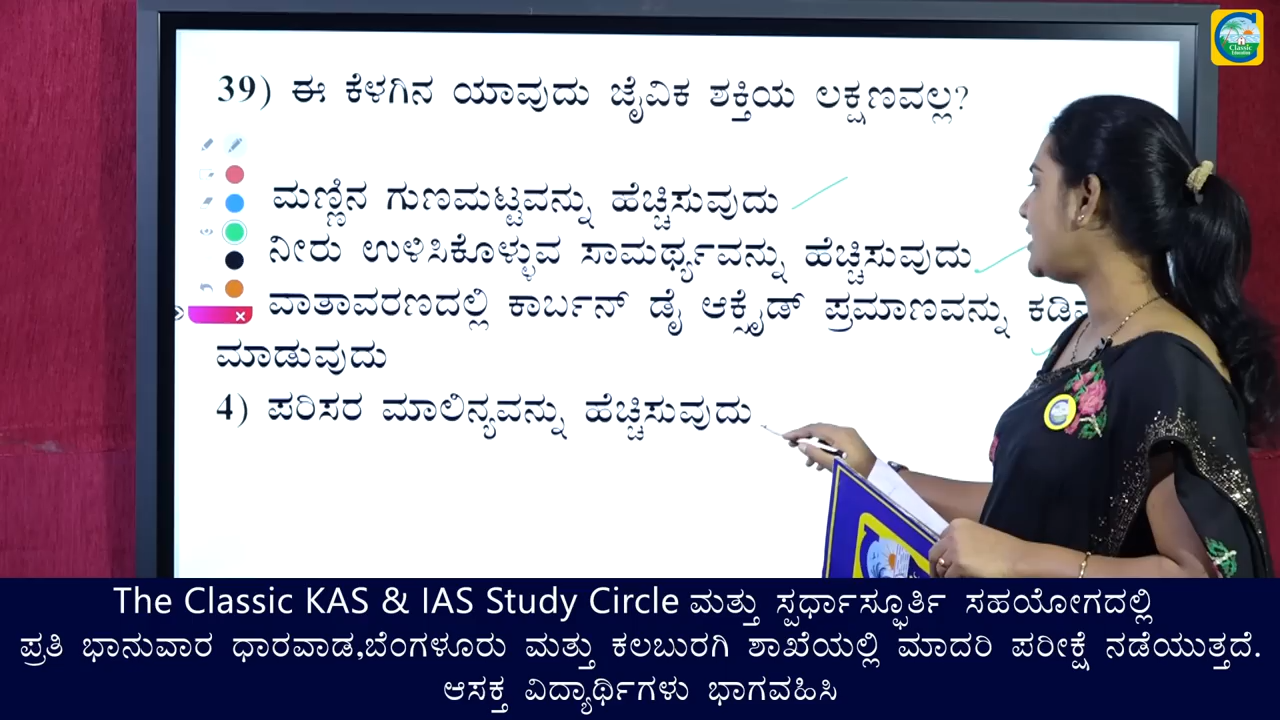 Classic
Education
39) ಈ ಕೆಳಗಿನ ಯಾವುದು ಜೈವಿಕ ಶಕ್ತಿಯ ಲಕ್ಷಣವಲ್ಲ?
ಮಣ್ಣಿನ ಗುಣಮಟ್ಟವನ್ನು ಹೆಚ್ಚಿಸುವುದು
ನೀರು ಉಳಿಸಿಕೊಳ್ಳುವ ಸಾಮರ್ಥ್ಯವನ್ನು ಹೆಚ್ಚಿಸುವುದು
ವಾತಾವರಣದಲ್ಲಿ ಕಾರ್ಬನ್ ಡೈ ಆಕ್ಸೈಡ್ ಪ್ರಮಾಣವನ್ನು
ಮಾಡುವುದು
4) ಪರಿಸರ ಮಾಲಿನ್ಯವನ್ನು ಹೆಚ್ಚಿಸುವುದು
The Classic KAS & IAS Study Circle ಮತ್ತು ಸ್ಪರ್ಧಾಸ್ಫೂರ್ತಿ ಸಹಯೋಗದಲ್ಲಿ
ಪ್ರತಿ ಭಾನುವಾರ ಧಾರವಾಡ,ಬೆಂಗಳೂರು ಮತ್ತು ಕಲಬುರಗಿ ಶಾಖೆಯಲ್ಲಿ ಮಾದರಿ ಪರೀಕ್ಷೆ ನಡೆಯುತ್ತದೆ.
ಆಸಕ್ತ ವಿದ್ಯಾರ್ಥಿಗಳು ಭಾಗವಹಿಸಿ